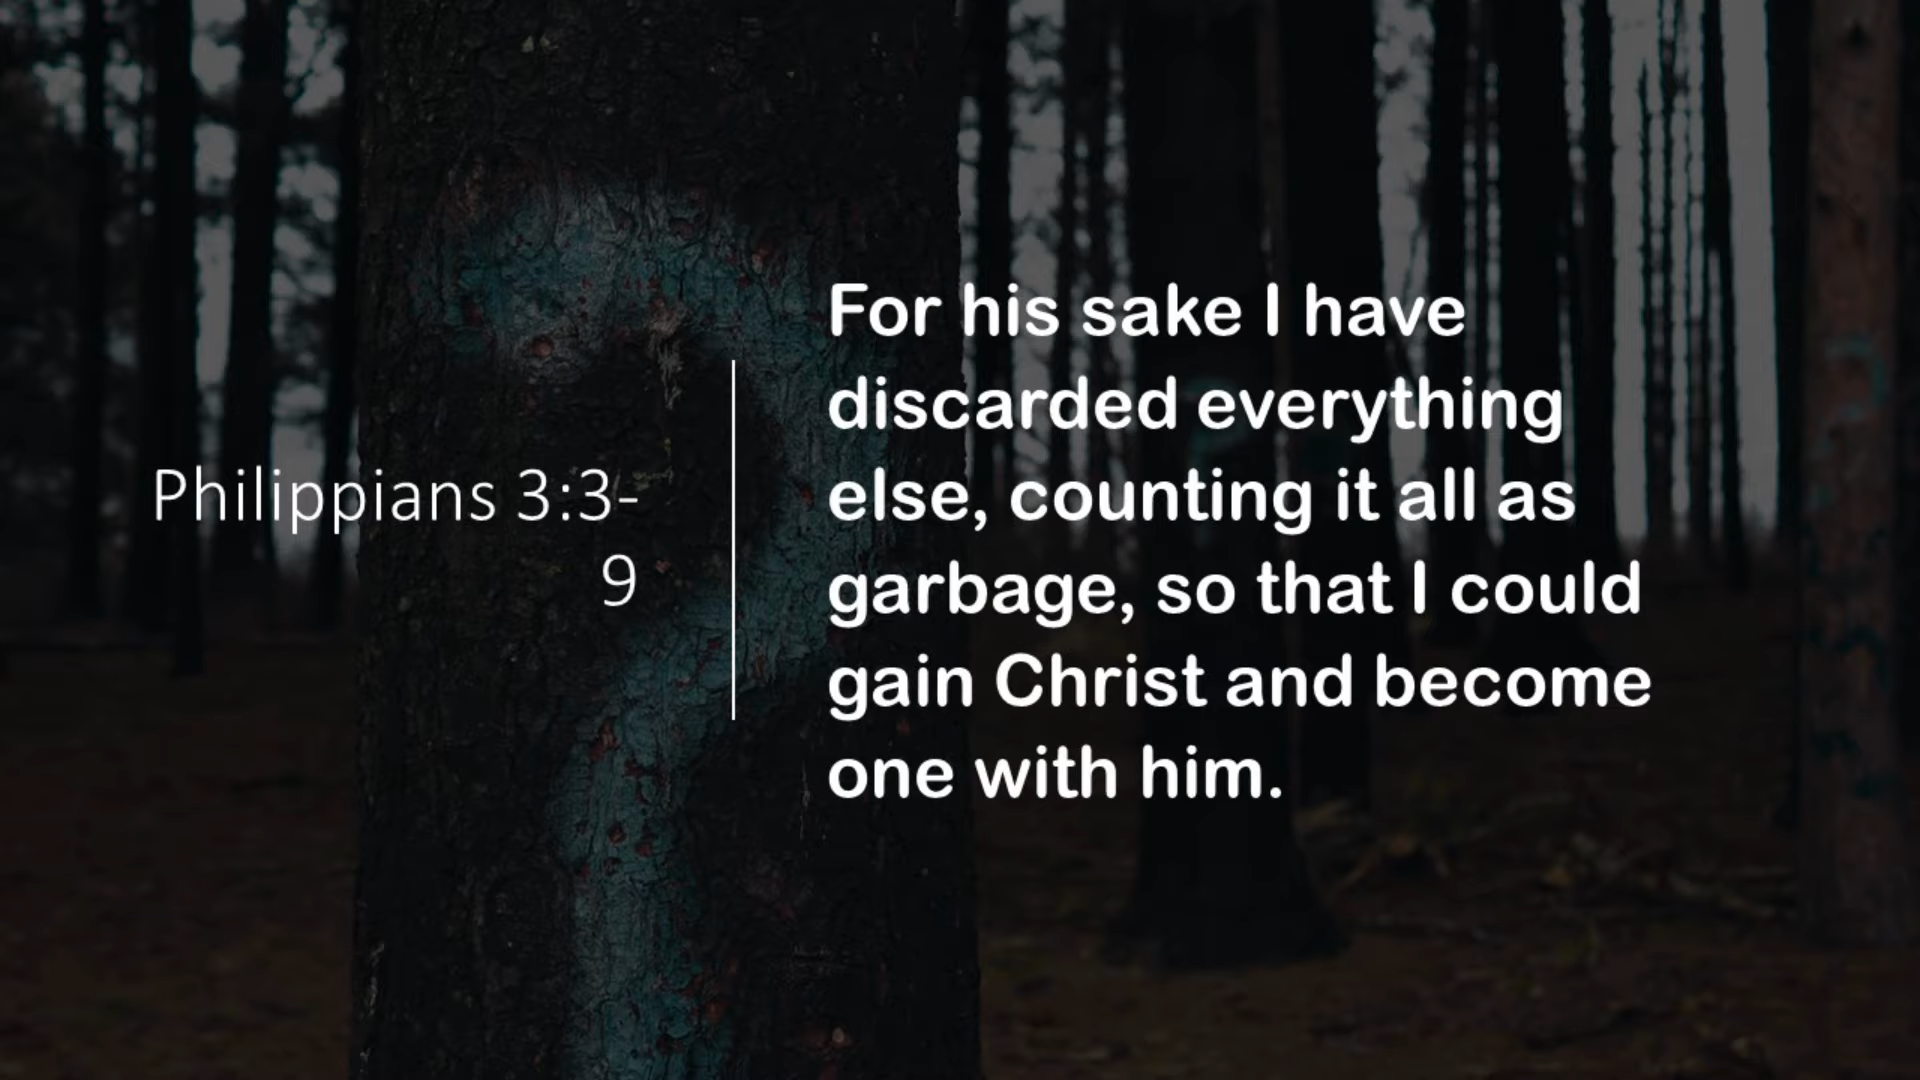 Philippians 3:3-
9
For his sake I have
discarded everything
else, counting it all as
garbage, so that I could
gain Christ and become
one with him.